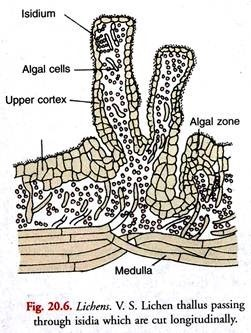 Isidium
Algal cells
Upper cortex
Algal zone
Medulla
Fig. 20.6. Lichens. V. S. Lichen thallus passing
through isidia which are cut longitudinally.